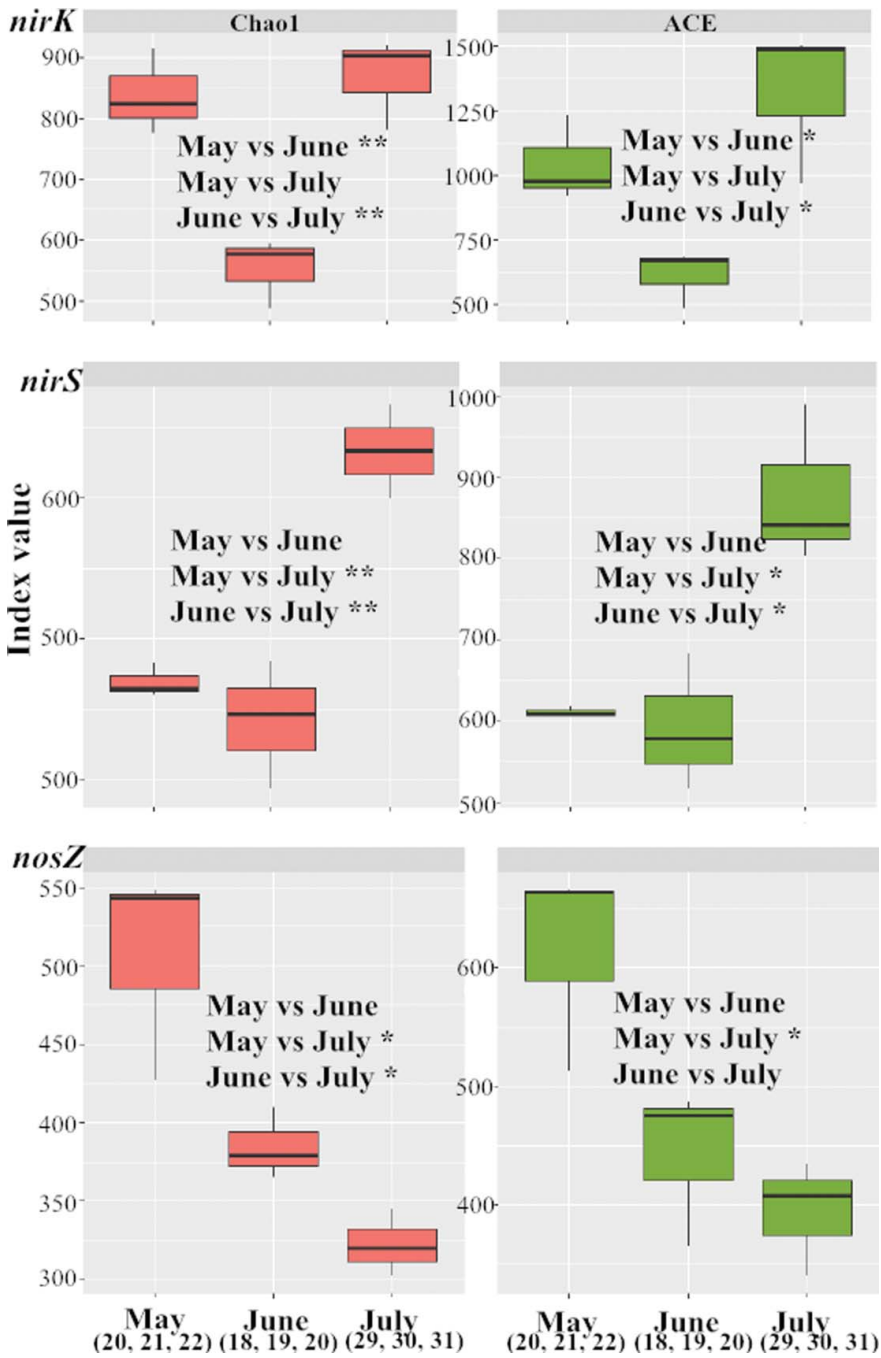 nirK Chao1 ACE
900
800
700
600
500
May vs June **
May vs July
June vs July **
1500
1250
1000
750
500
May vs June *
May vs July
June vs July *
nirS
Index value
600
500
500
May vs June
May vs July **
June vs July **
1000
900
800
700
600
500
May vs June
May vs July *
June vs July *
nosZ
550
500
450
400
350
300
May vs June
May vs July *
June vs July *
600
500
400
May vs June
May vs July *
June vs July
May June July May June July
(20, 21, 22) (18, 19, 20) (29, 30, 31) (20, 21, 22) (18, 19, 20) (29, 30, 31)